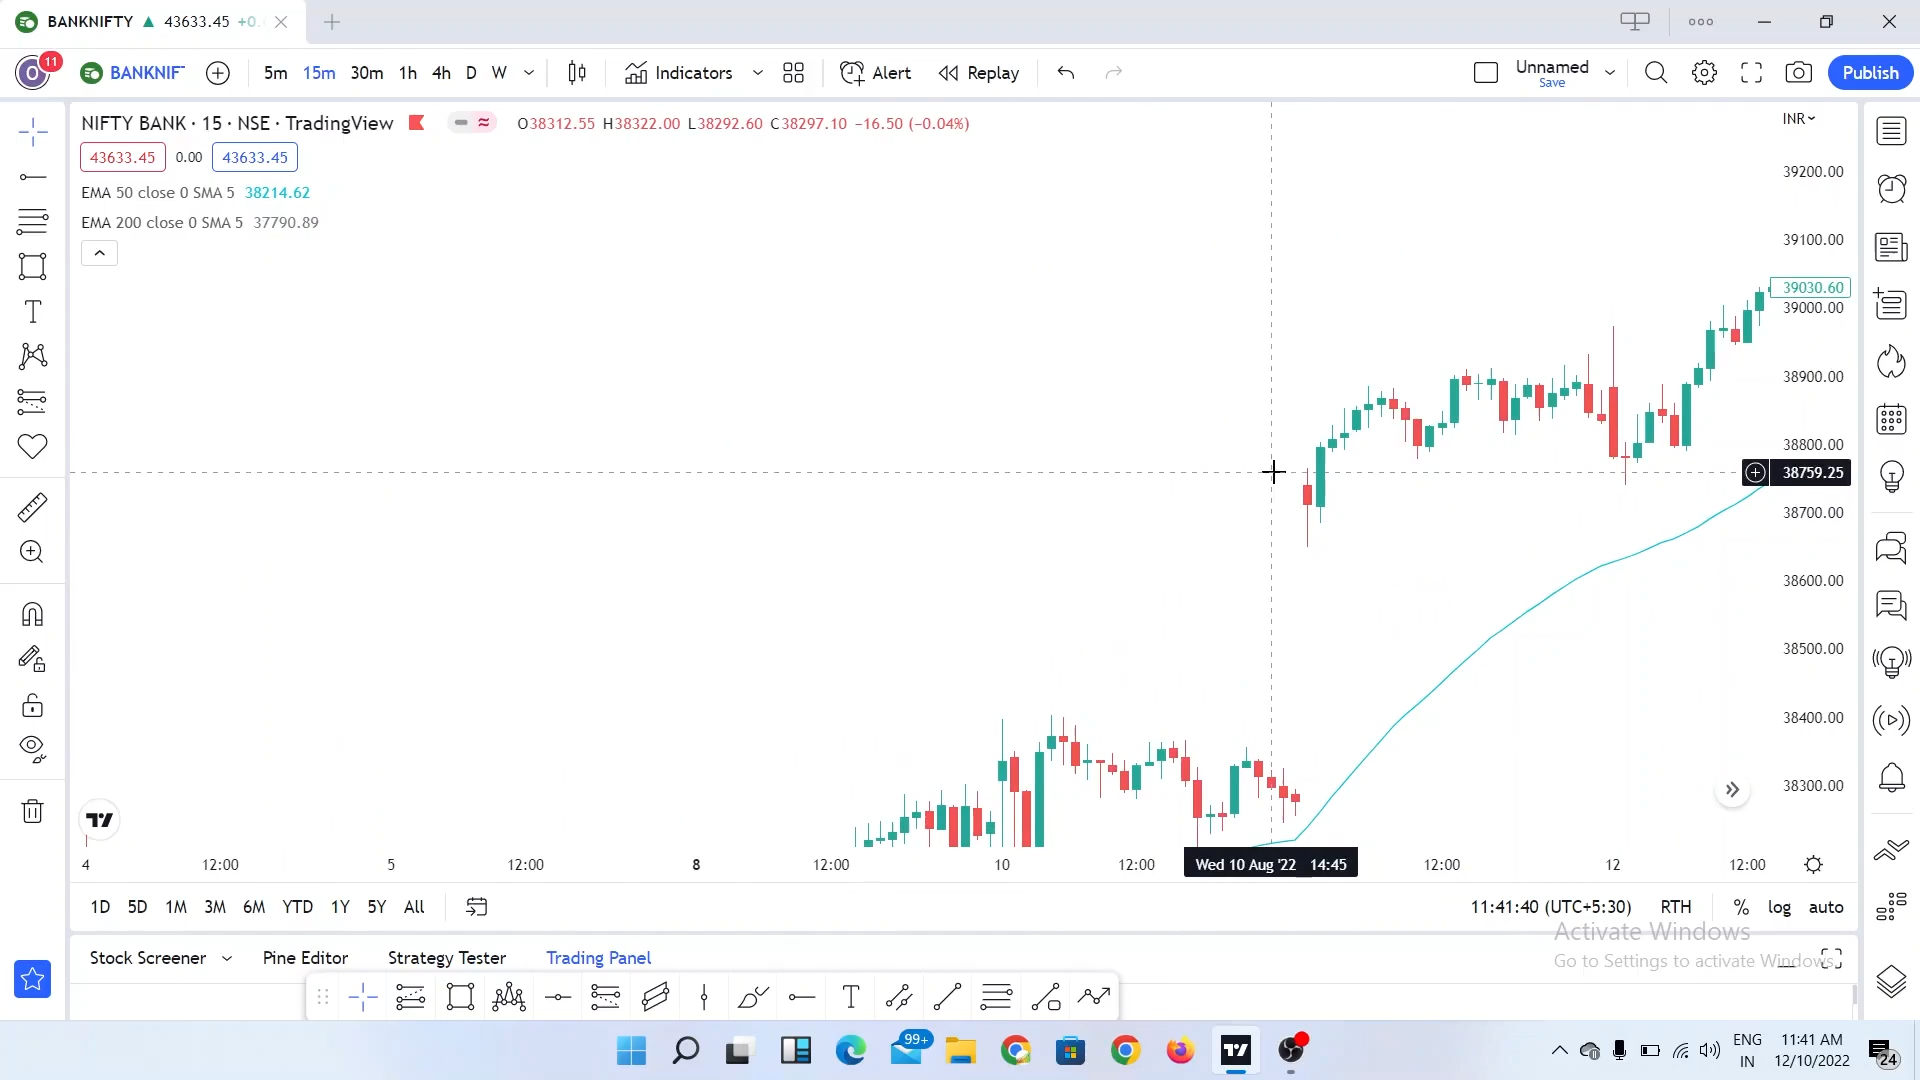 BANKNIFTY ▲ 43633.45 +0.
O 11 BANKNIF 5m 15m 30m 1h 4h D W Indicators Alert Replay Unnamed Save Publish
NIFTY BANK · 15 · NSE · TradingView O38312.55 H38322.00 L38292.60 C38297.10 −16.50 (−0.04%) INR
43633.45 0.00 43633.45
EMA 50 close 0 SMA 5 38214.62
EMA 200 close 0 SMA 5 37790.89
39200.00
39100.00
39030.60
39000.00
38900.00
38800.00
38759.25
38700.00
38600.00
38500.00
38400.00
38300.00
4 12:00 5 12:00 8 12:00 10 12:00 Wed 10 Aug '22 14:45 12:00 12 12:00
1D 5D 1M 3M 6M YTD 1Y 5Y All 11:41:40 (UTC+5:30) RTH % log auto
Activate Windows
Go to Settings to activate Windows.
Stock Screener Pine Editor Strategy Tester Trading Panel
99+
ENG
IN
11:41 AM
12/10/2022
24